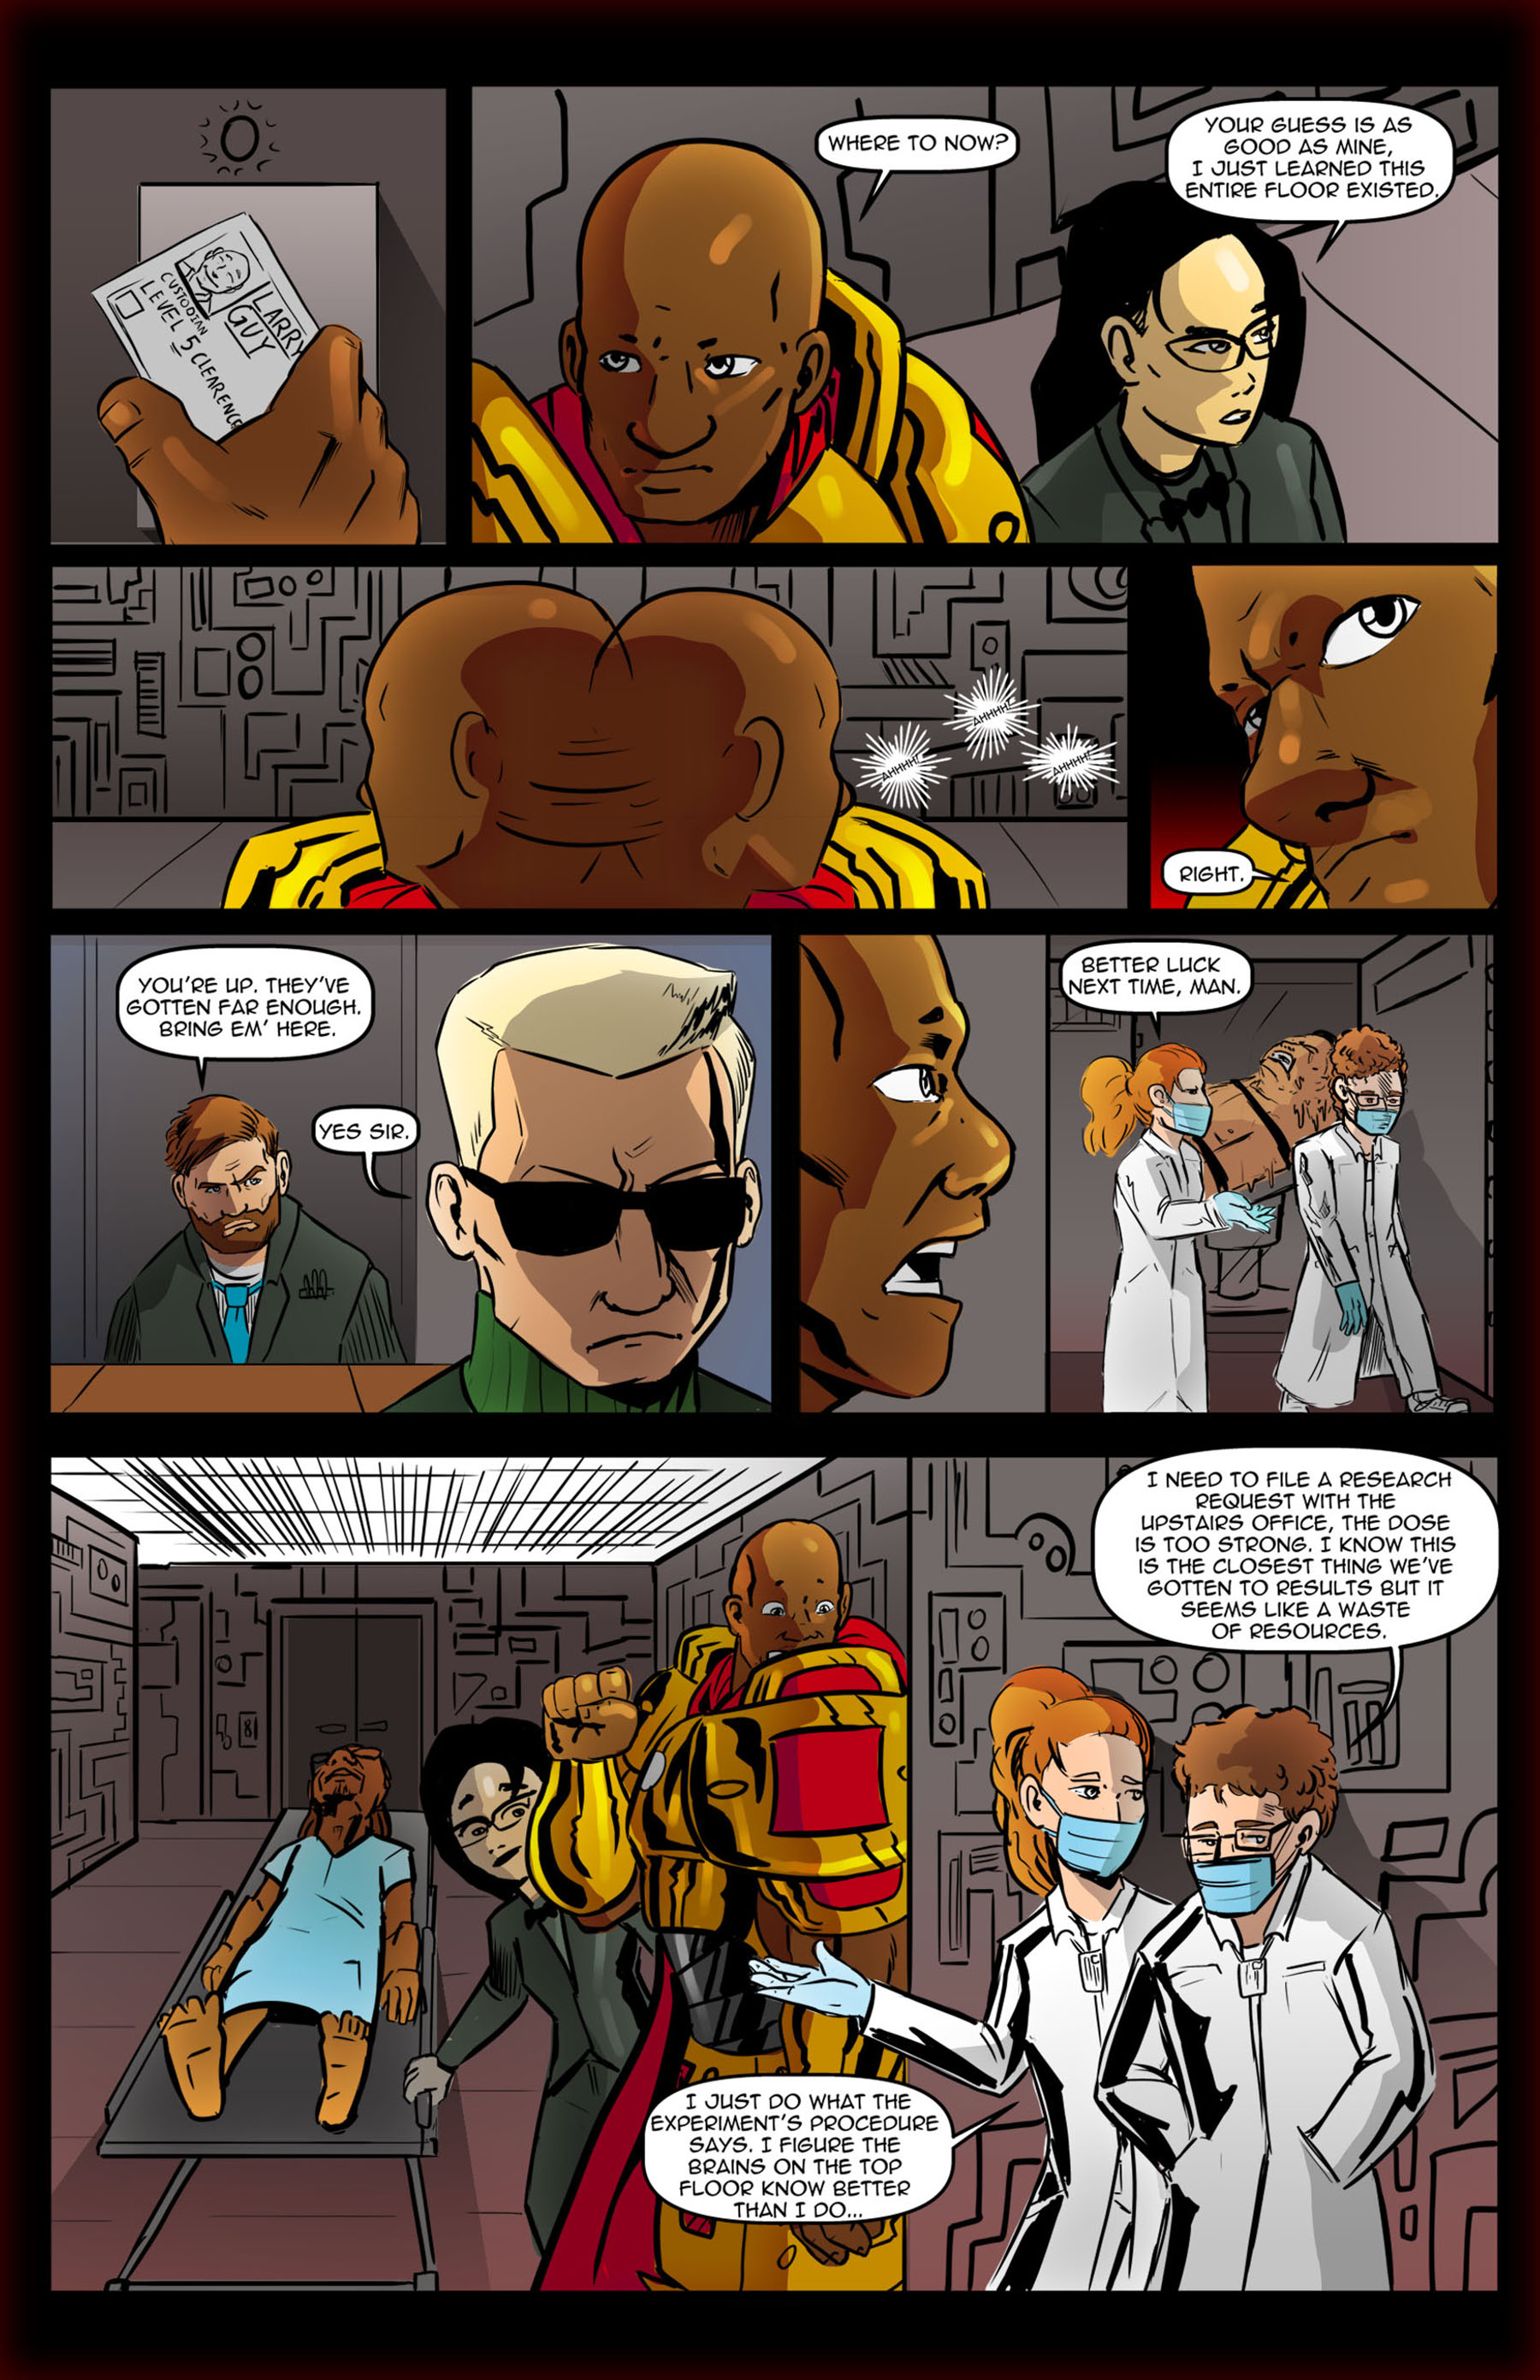 LARRY
GUY
CUSTODIAN
LEVEL 5 CLEARENCE
WHERE TO NOW?
YOUR GUESS IS AS
GOOD AS MINE,
I JUST LEARNED THIS
ENTIRE FLOOR EXISTED.
AHHHH!
AHHHH!
AHHHH!
RIGHT.
YOU'RE UP. THEY'VE
GOTTEN FAR ENOUGH.
BRING EM' HERE.
YES SIR.
BETTER LUCK
NEXT TIME, MAN.
I NEED TO FILE A RESEARCH
REQUEST WITH THE
UPSTAIRS OFFICE, THE DOSE
IS TOO STRONG. I KNOW THIS
IS THE CLOSEST THING WE'VE
GOTTEN TO RESULTS BUT IT
SEEMS LIKE A WASTE
OF RESOURCES.
I JUST DO WHAT THE
EXPERIMENT'S PROCEDURE
SAYS. I FIGURE THE
BRAINS ON THE TOP
FLOOR KNOW BETTER
THAN I DO...